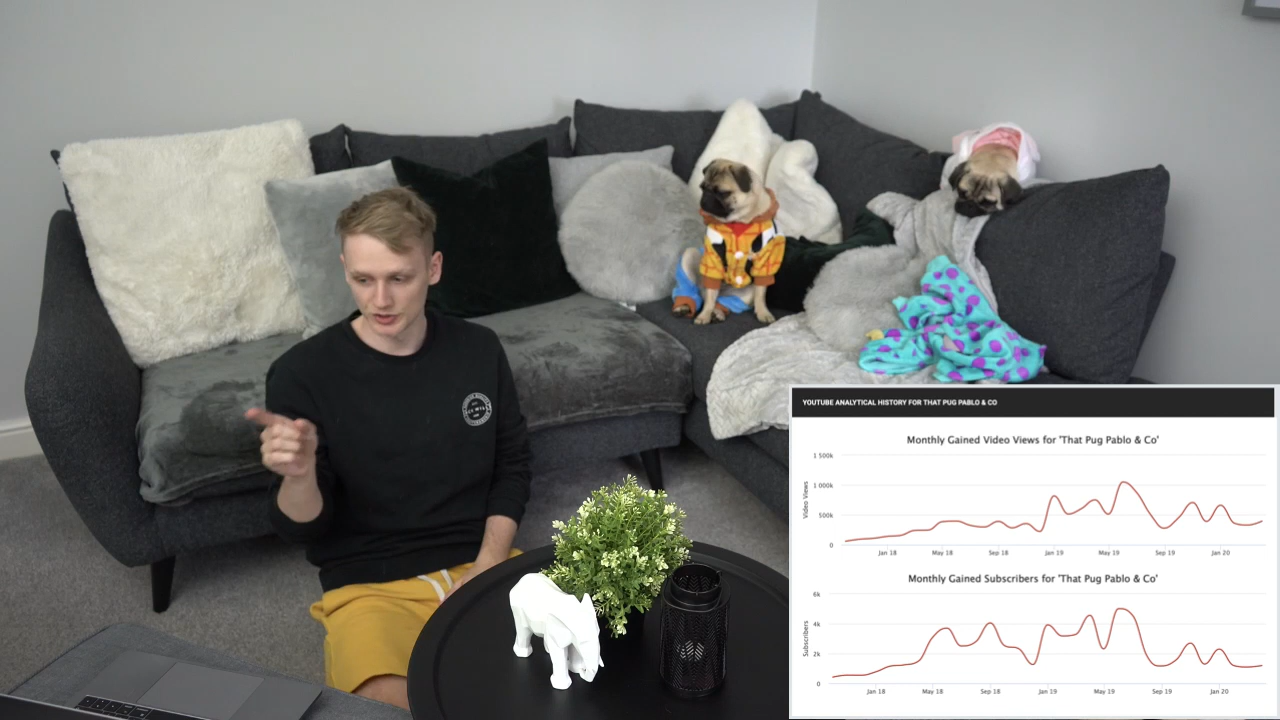 YOUTUBE ANALYTICAL HISTORY FOR THAT PUG PABLO & CO
Monthly Gained Video Views for 'That Pug Pablo & Co'
1 500k
1 000k
500k
0
Video Views
Jan 18 May 18 Sep 18 Jan 19 May 19 Sep 19 Jan 20
Monthly Gained Subscribers for 'That Pug Pablo & Co'
6k
4k
2k
0
Subscribers
Jan 18 May 18 Sep 18 Jan 19 May 19 Sep 19 Jan 20